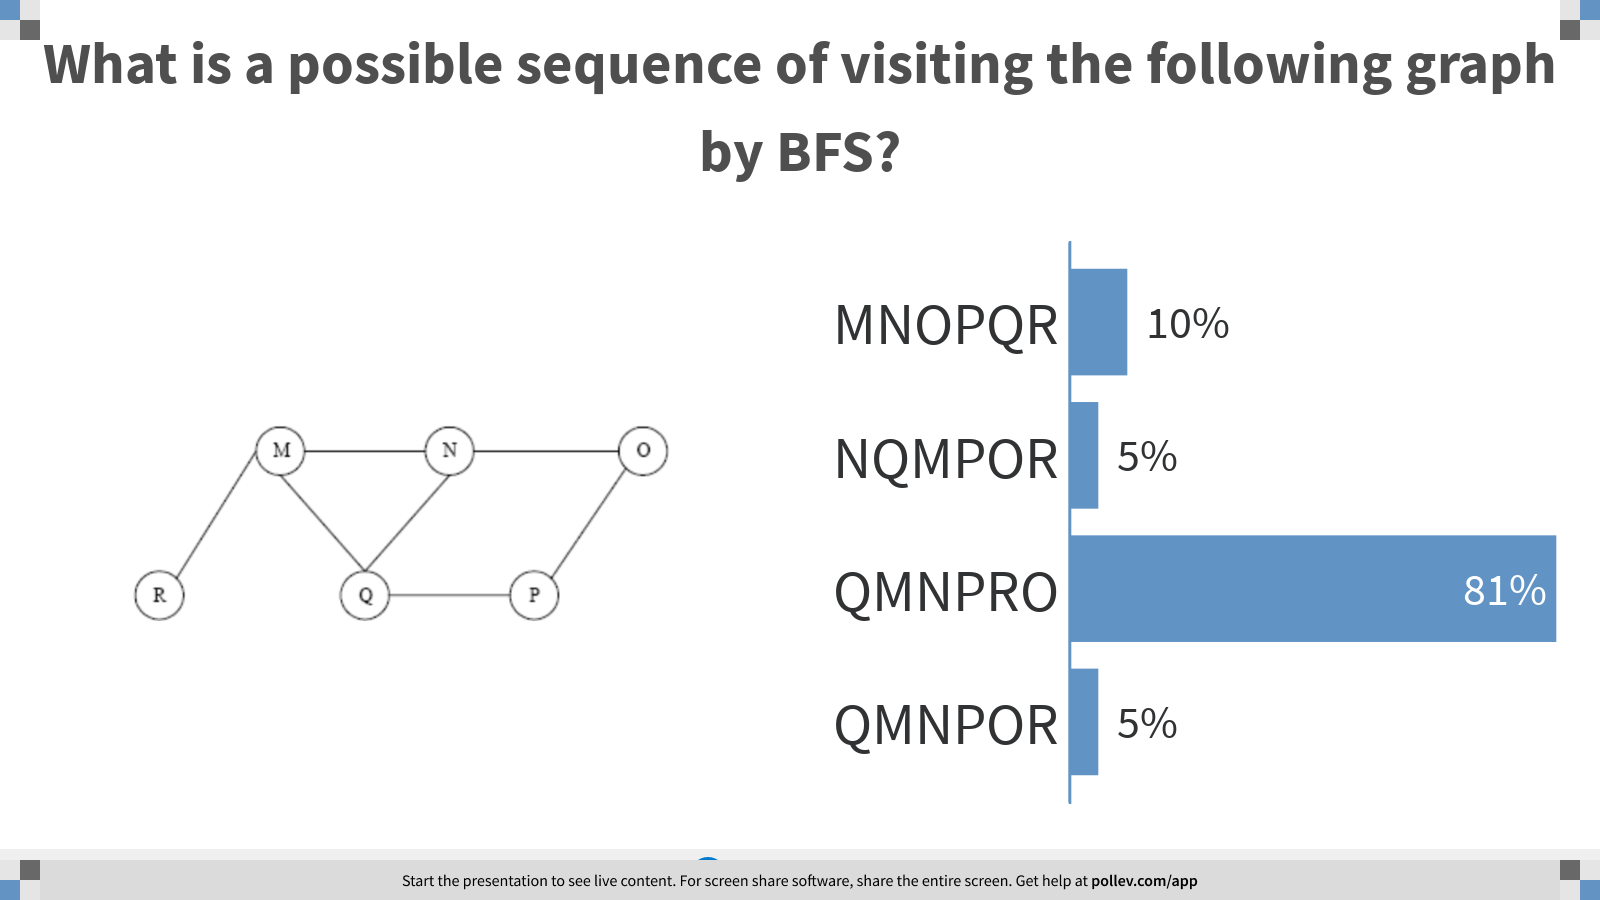 What is a possible sequence of visiting the following graph
by BFS?
M
N
O
R
Q
P
MNOPQR
10%
NQMPOR
5%
QMNPRO
81%
QMNPOR
5%
Start the presentation to see live content. For screen share software, share the entire screen. Get help at pollev.com/app